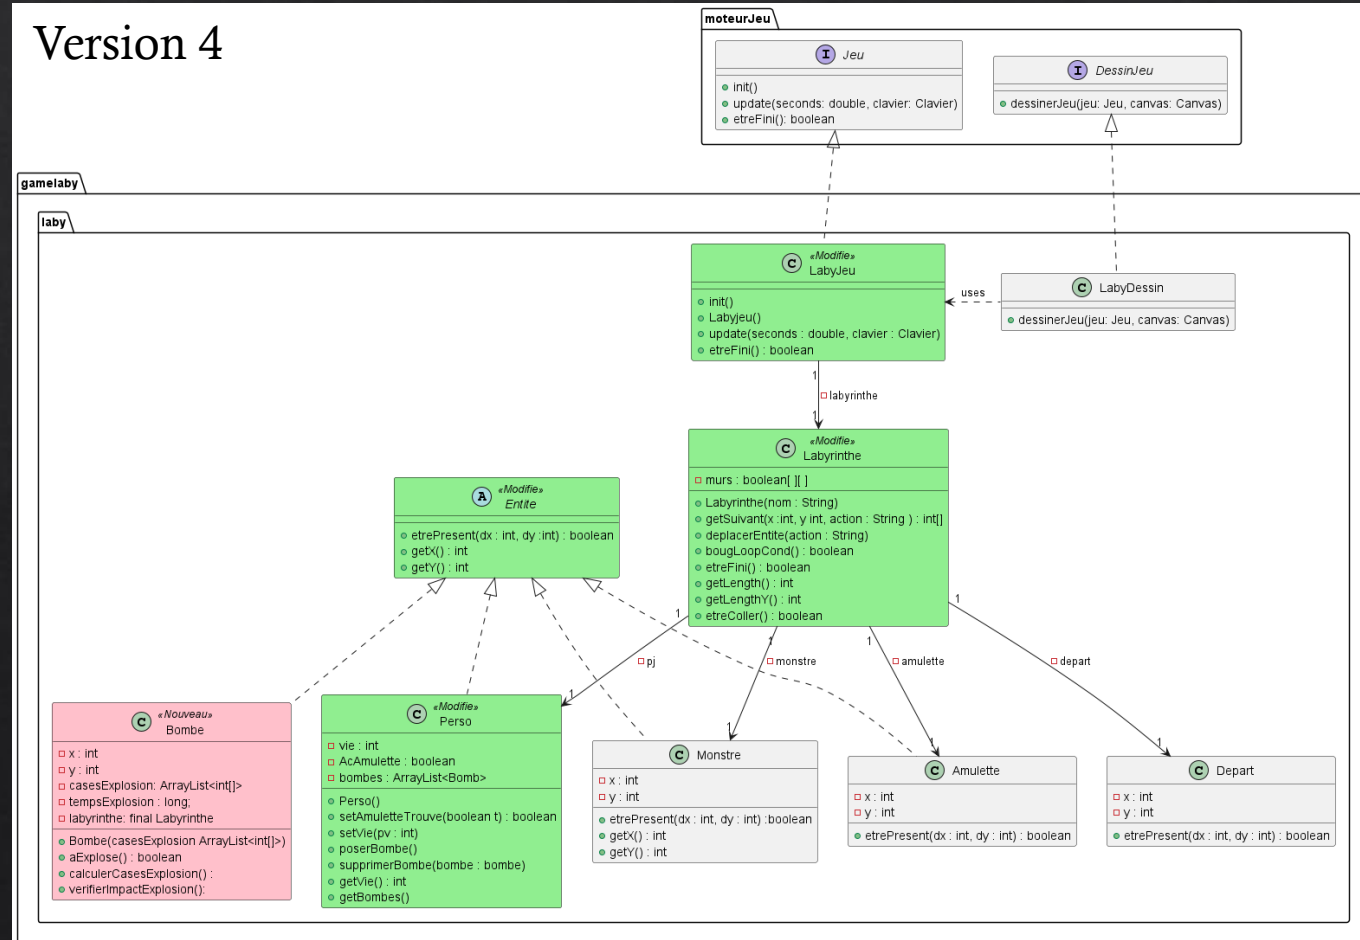 Version 4
moteurJeu
I Jeu
init()
update(seconds: double, clavier: Clavier)
etreFini(): boolean
I DessinJeu
dessinerJeu(jeu: Jeu, canvas: Canvas)
gamelaby
laby
C «Modifie»
LabyJeu
init()
Labyjeu()
update(seconds : double, clavier : Clavier)
etreFini() : boolean
uses
C LabyDessin
dessinerJeu(jeu: Jeu, canvas: Canvas)
1
labyrinthe
1
C «Modifie»
Labyrinthe
murs : boolean[ ][ ]
Labyrinthe(nom : String)
getSuivant(x :int, y int, action : String ) : int[]
deplacerEntite(action : String)
bougLoopCond() : boolean
etreFini() : boolean
getLength() : int
getLengthY() : int
etreColler() : boolean
A «Modifie»
Entite
etrePresent(dx : int, dy :int) : boolean
getX() : int
getY() : int
1
pj
1
1
monstre
1
1
amulette
1
1
depart
1
C «Nouveau»
Bombe
x : int
y : int
casesExplosion: ArrayList<int[]>
tempsExplosion : long;
labyrinthe: final Labyrinthe
Bombe(casesExplosion ArrayList<int[]>)
aExplose() : boolean
calculerCasesExplosion() :
verifierImpactExplosion():
C «Modifie»
Perso
vie : int
AcAmulette : boolean
bombes : ArrayList<Bomb>
Perso()
setAmuletteTrouve(boolean t) : boolean
setVie(pv : int)
poserBombe()
supprimerBombe(bombe : bombe)
getVie() : int
getBombes()
C Monstre
x : int
y : int
etrePresent(dx : int, dy : int) :boolean
getX() : int
getY() : int
C Amulette
x : int
y : int
etrePresent(dx : int, dy : int) : boolean
C Depart
x : int
y : int
etrePresent(dx : int, dy : int) : boolean